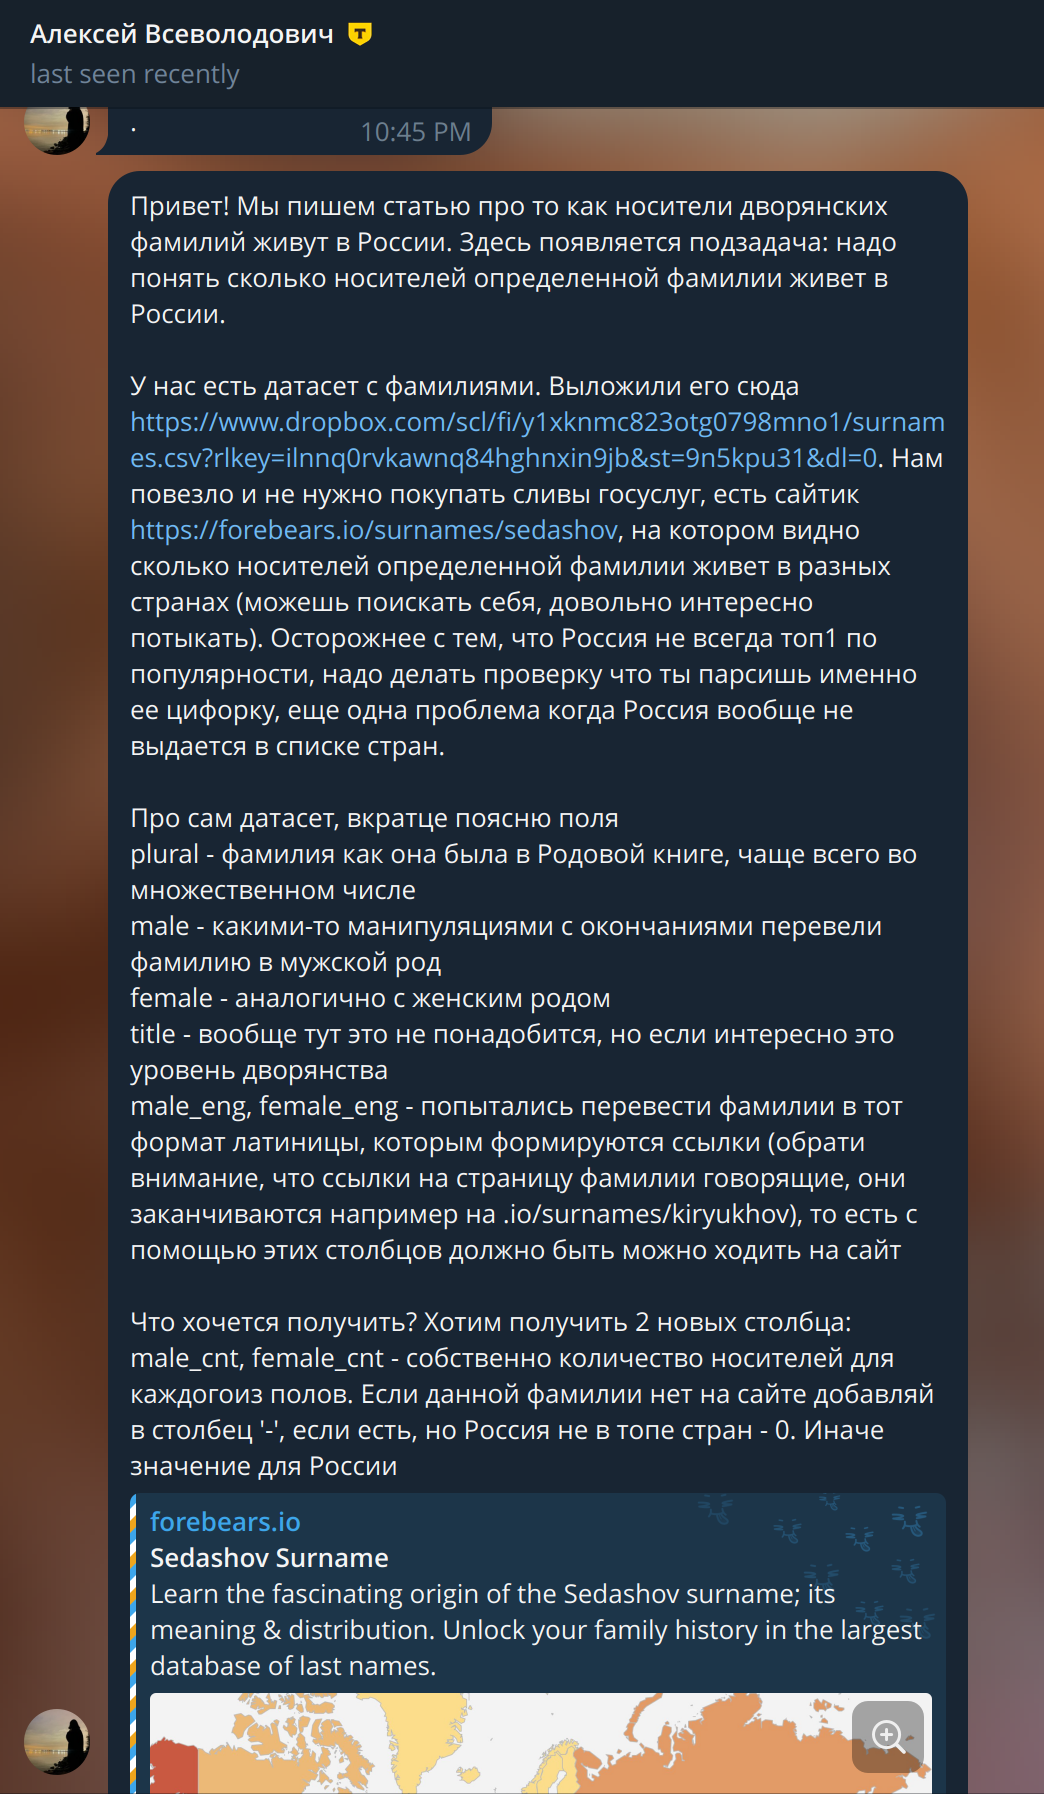 Алексей Всеволодович
last seen recently
.
10:45 PM
Привет! Мы пишем статью про то как носители дворянских
фамилий живут в России. Здесь появляется подзадача: надо
понять сколько носителей определенной фамилии живет в
России.
У нас есть датасет с фамилиями. Выложили его сюда
https://www.dropbox.com/scl/fi/y1xknmc823otg0798mno1/surnam
es.csv?rlkey=ilnnq0rvkawnq84hghnxin9jb&st=9n5kpu31&dl=0. Нам
повезло и не нужно покупать сливы госуслуг, есть сайтик
https://forebears.io/surnames/sedashov, на котором видно
сколько носителей определенной фамилии живет в разных
странах (можешь поискать себя, довольно интересно
потыкать). Осторожнее с тем, что Россия не всегда топ1 по
популярности, надо делать проверку что ты парсишь именно
ее цифорку, еще одна проблема когда Россия вообще не
выдается в списке стран.
Про сам датасет, вкратце поясню поля
plural - фамилия как она была в Родовой книге, чаще всего во
множественном числе
male - какими-то манипуляциями с окончаниями перевели
фамилию в мужской род
female - аналогично с женским родом
title - вообще тут это не понадобится, но если интересно это
уровень дворянства
male_eng, female_eng - попытались перевести фамилии в тот
формат латиницы, которым формируются ссылки (обрати
внимание, что ссылки на страницу фамилии говорящие, они
заканчиваются например на .io/surnames/kiryukhov), то есть с
помощью этих столбцов должно быть можно ходить на сайт
Что хочется получить? Хотим получить 2 новых столбца:
male_cnt, female_cnt - собственно количество носителей для
каждогоиз полов. Если данной фамилии нет на сайте добавляй
в столбец '-', если есть, но Россия не в топе стран - 0. Иначе
значение для России
forebears.io
Sedashov Surname
Learn the fascinating origin of the Sedashov surname; its
meaning & distribution. Unlock your family history in the largest
database of last names.